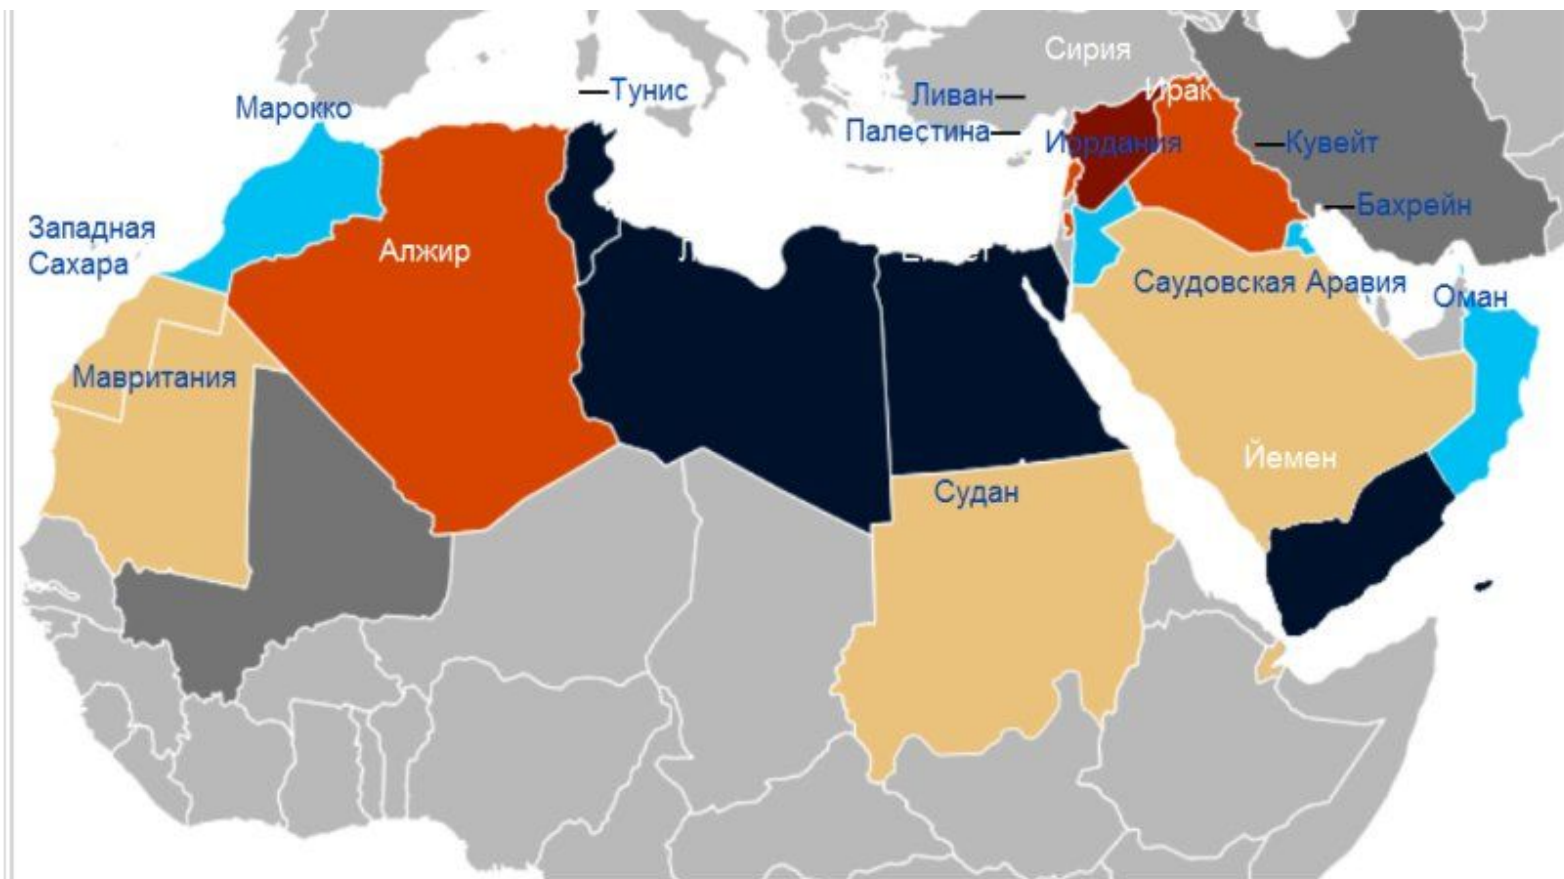 Сирия
Тунис
Ливан
Ирак
Марокко
Палестина
Иордания
Кувейт
Бахрейн
Западная
Сахара
Алжир
Саудовская Аравия
Оман
Мавритания
Йемен
Судан